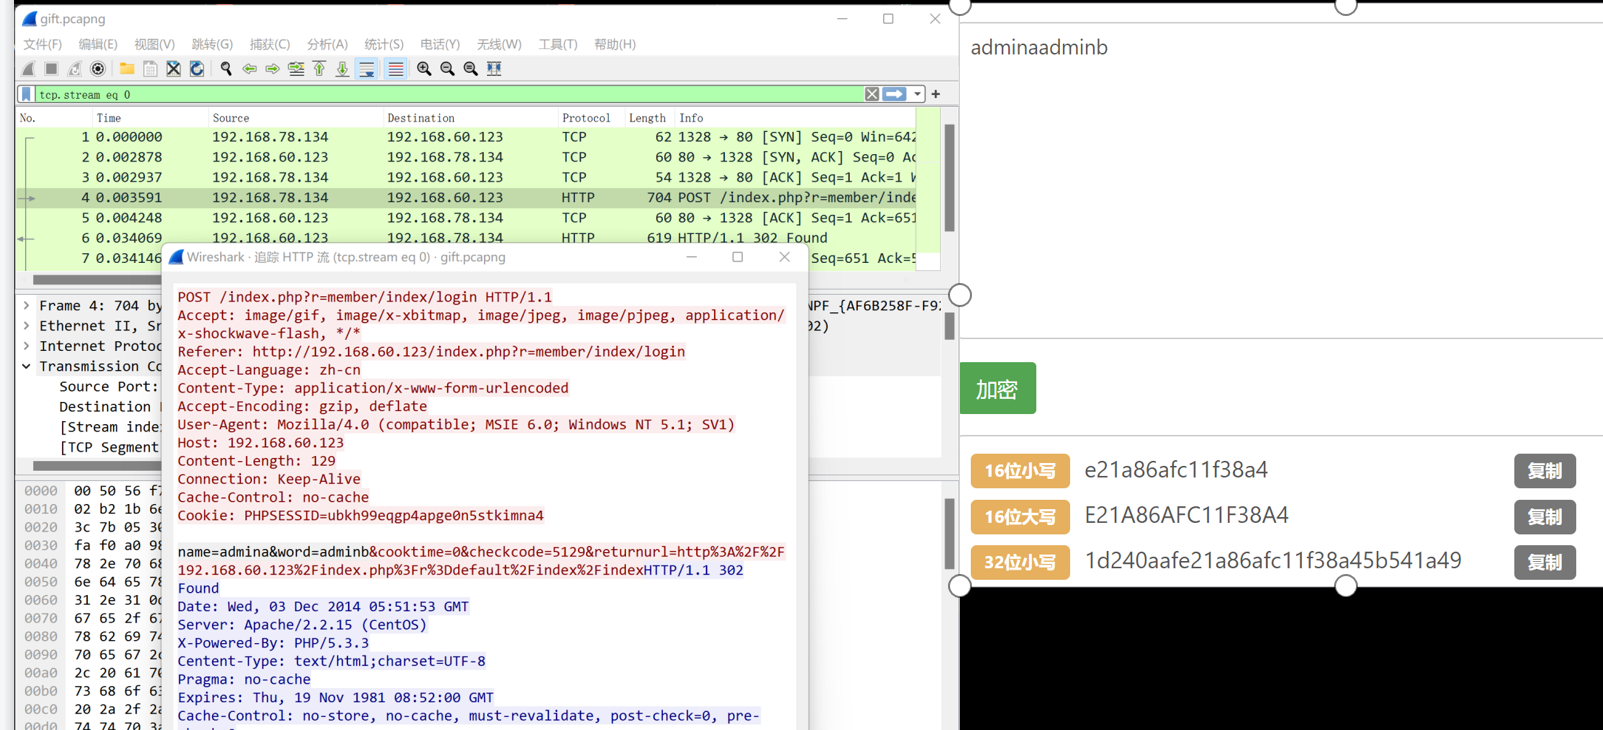 gift.pcapng
文件(F) 编辑(E) 视图(V) 跳转(G) 捕获(C) 分析(A) 统计(S) 电话(Y) 无线(W) 工具(T) 帮助(H)
tcp.stream eq 0
No. Time Source Destination Protocol Length Info
1 0.000000 192.168.78.134 192.168.60.123 TCP 62 1328 → 80 [SYN] Seq=0 Win=642
2 0.002878 192.168.60.123 192.168.78.134 TCP 60 80 → 1328 [SYN, ACK] Seq=0 Ac
3 0.002937 192.168.78.134 192.168.60.123 TCP 54 1328 → 80 [ACK] Seq=1 Ack=1 W
4 0.003591 192.168.78.134 192.168.60.123 HTTP 704 POST /index.php?r=member/inde
5 0.004248 192.168.60.123 192.168.78.134 TCP 60 80 → 1328 [ACK] Seq=1 Ack=651
6 0.034069 192.168.60.123 192.168.78.134 HTTP 619 HTTP/1.1 302 Found
7 0.034146 Seq=651 Ack=5
Frame 4: 704 by NPF_{AF6B258F-F92
Ethernet II, Sr 02)
Internet Protoc
Transmission Co
Source Port:
Destination
[Stream inde
[TCP Segment
0000 00 50 56 f7
0010 02 b2 1b 6e
0020 3c 7b 05 30
0030 fa f0 a0 98
0040 78 2e 70 68
0050 6e 64 65 78
0060 31 2e 31 0d
0070 67 65 2f 67
0080 78 62 69 74
0090 70 65 67 2c
00a0 2c 20 61 70
00b0 73 68 6f 63
00c0 20 2a 2f 2a
00d0 74 74 70 3a
Wireshark · 追踪 HTTP 流 (tcp.stream eq 0) · gift.pcapng
POST /index.php?r=member/index/login HTTP/1.1
Accept: image/gif, image/x-xbitmap, image/jpeg, image/pjpeg, application/
x-shockwave-flash, */*
Referer: http://192.168.60.123/index.php?r=member/index/login
Accept-Language: zh-cn
Content-Type: application/x-www-form-urlencoded
Accept-Encoding: gzip, deflate
User-Agent: Mozilla/4.0 (compatible; MSIE 6.0; Windows NT 5.1; SV1)
Host: 192.168.60.123
Content-Length: 129
Connection: Keep-Alive
Cache-Control: no-cache
Cookie: PHPSESSID=ubkh99eqgp4apge0n5stkimna4
name=admina&word=adminb&cooktime=0&checkcode=5129&returnurl=http%3A%2F%2F
192.168.60.123%2Findex.php%3Fr%3Ddefault%2Findex%2FindexHTTP/1.1 302
Found
Date: Wed, 03 Dec 2014 05:51:53 GMT
Server: Apache/2.2.15 (CentOS)
X-Powered-By: PHP/5.3.3
Centent-Type: text/html;charset=UTF-8
Pragma: no-cache
Expires: Thu, 19 Nov 1981 08:52:00 GMT
Cache-Control: no-store, no-cache, must-revalidate, post-check=0, pre-
adminaadminb
加密
16位小写 e21a86afc11f38a4 复制
16位大写 E21A86AFC11F38A4 复制
32位小写 1d240aafe21a86afc11f38a45b541a49 复制